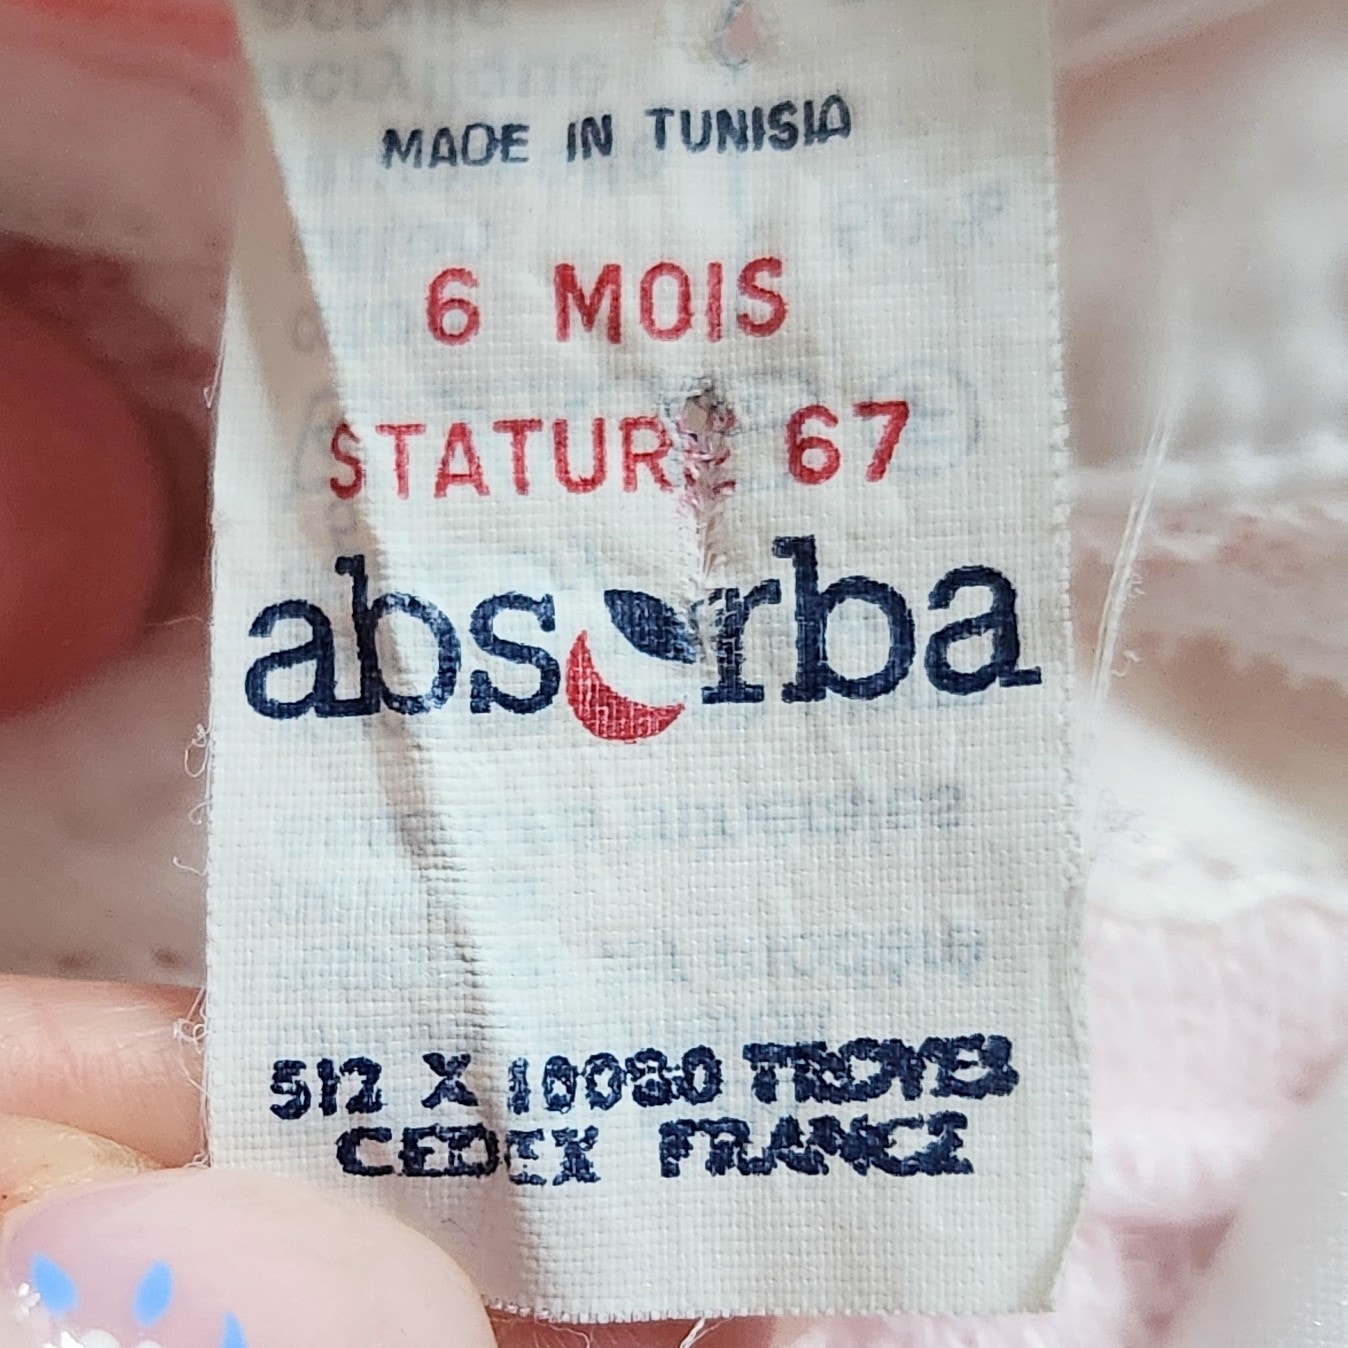 MADE IN TUNISIA
6 MOIS
STATURE 67
absorba
512 X 10080 TROYES
CEDEX FRANCE